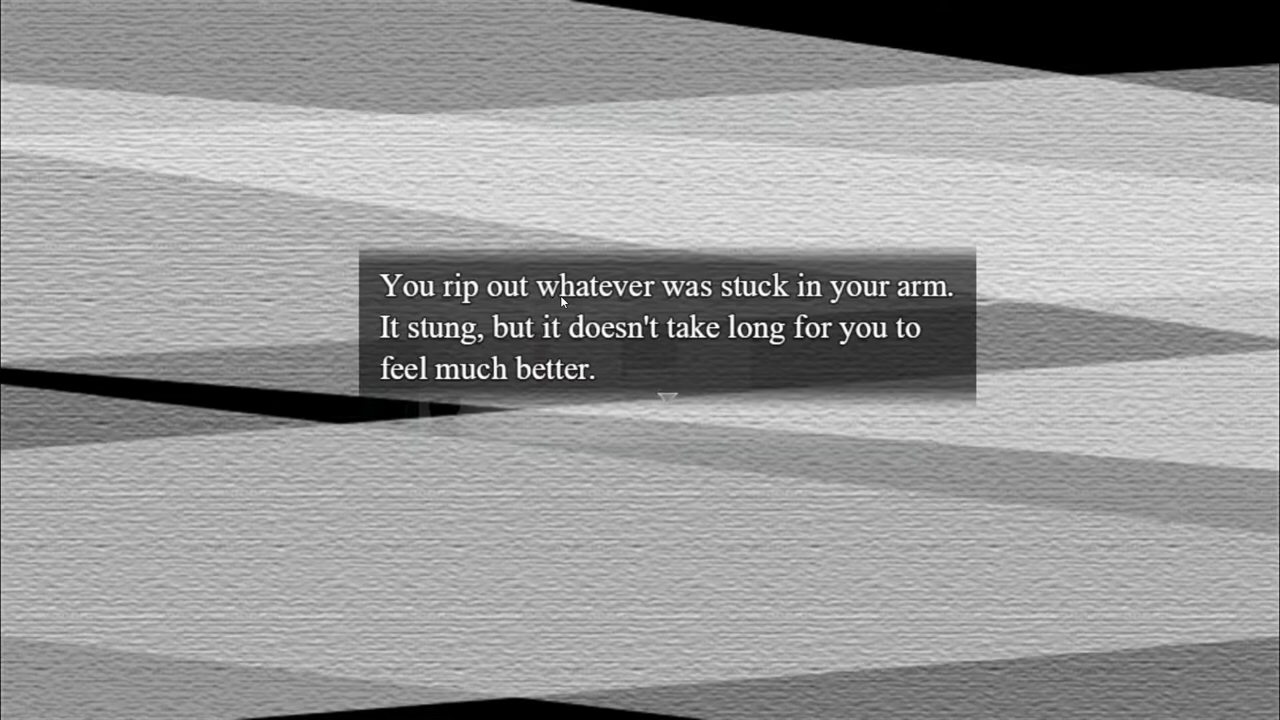 You rip out whatever was stuck in your arm.
It stung, but it doesn't take long for you to
feel much better.